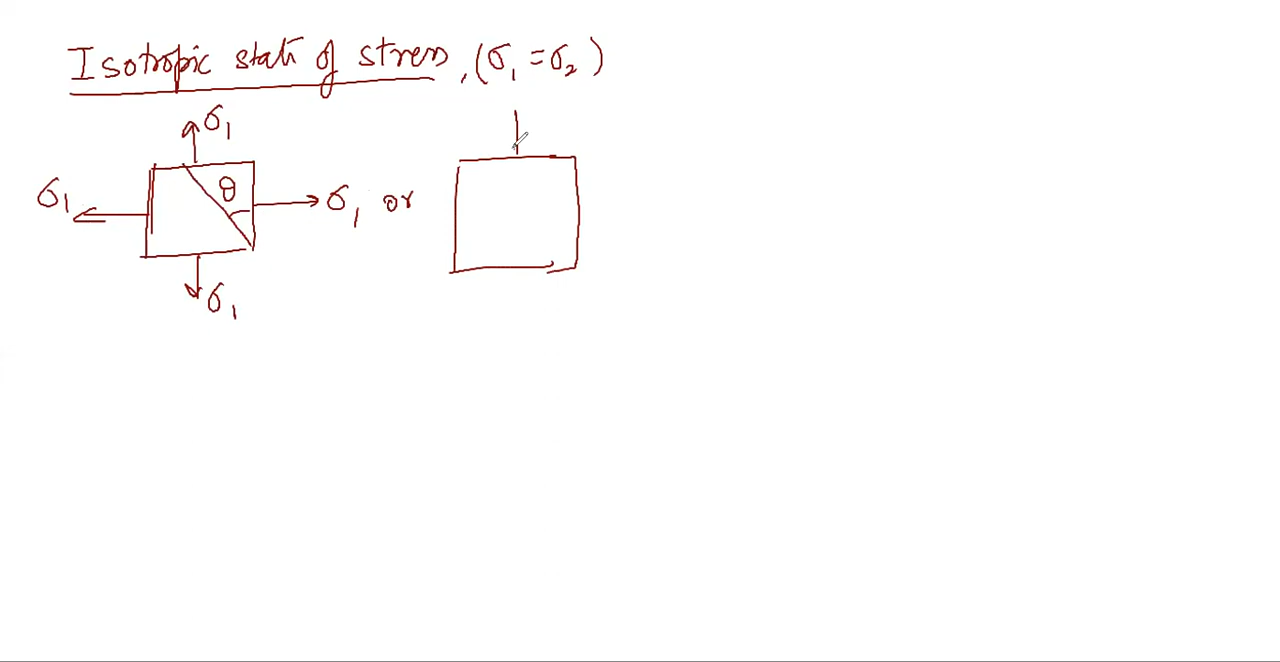 Isotropic state of stress, (σ₁ = σ₂)
σ₁
θ
σ₁ σ₁ or
σ₁